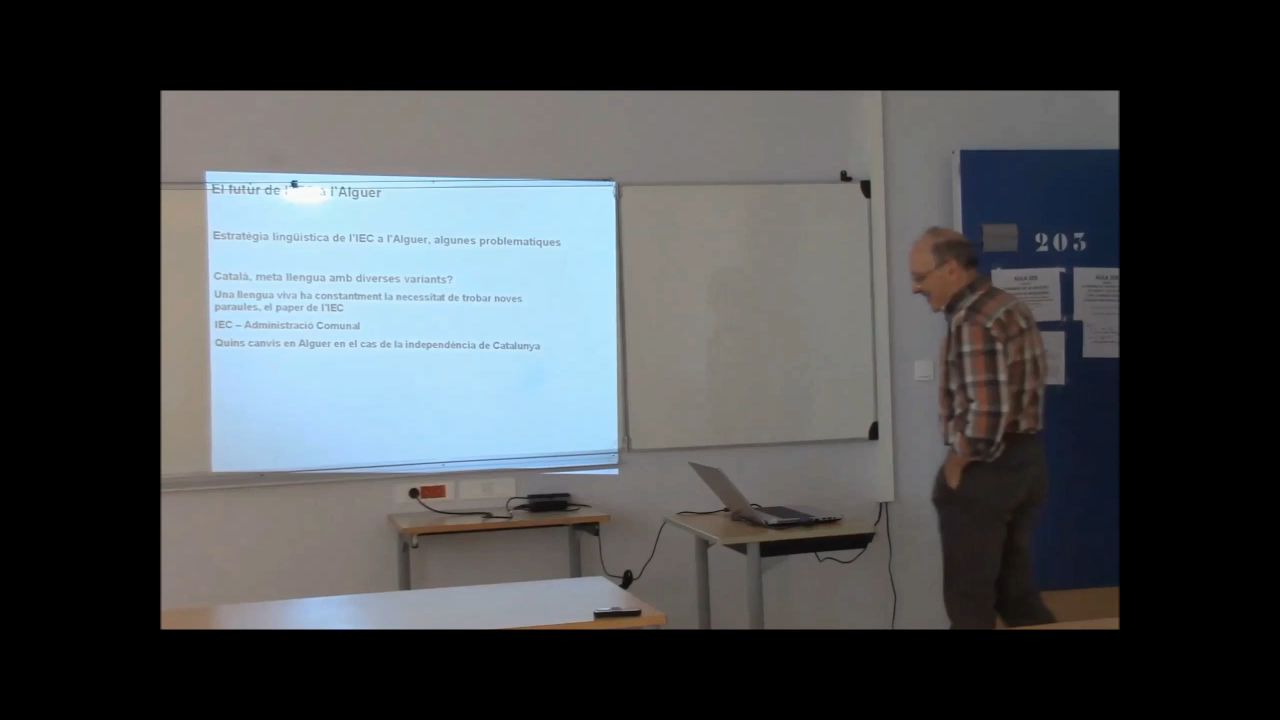 El futúr de l'Alguer
Estratègia lingüistica de l'IEC a l'Alguer, algunes problematiques
Català, meta llengua amb diverses variants?
Una llengua viva ha constantment la necessitat de trobar noves
paraules, el paper de l'IEC
IEC – Administració Comunal
Quins canvis en Alguer en el cas de la independència de Catalunya
203